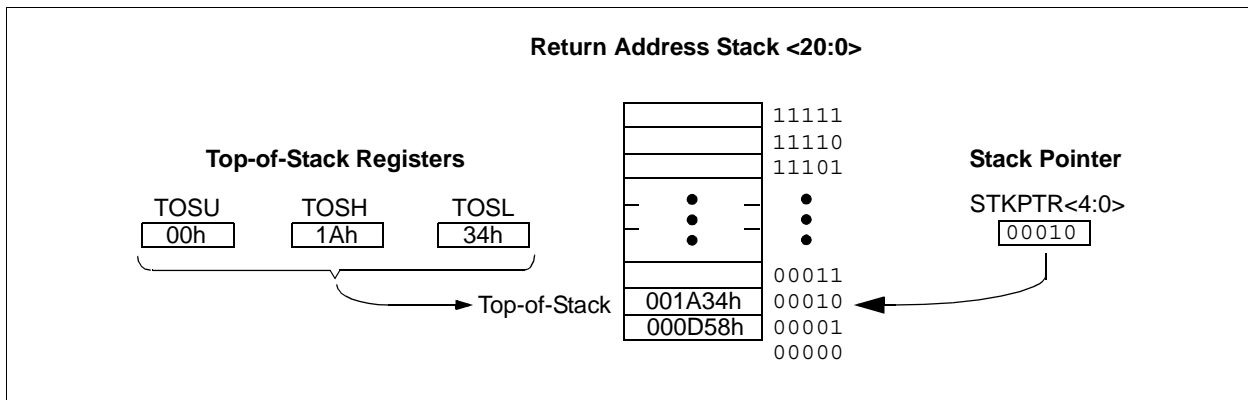 Return Address Stack <20:0>
11111
11110
Top-of-Stack Registers
11101
Stack Pointer
TOSU TOSH TOSL
STKPTR<4:0>
00h 1Ah 34h
00010
00011
Top-of-Stack 001A34h 00010
000D58h 00001
00000